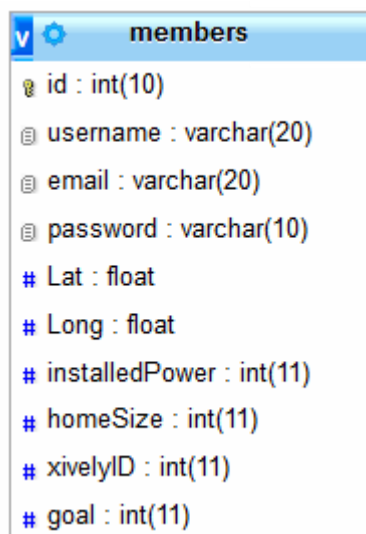 v members
id : int(10)
username : varchar(20)
email : varchar(20)
password : varchar(10)
# Lat : float
# Long : float
# installedPower : int(11)
# homeSize : int(11)
# xivelyID : int(11)
# goal : int(11)